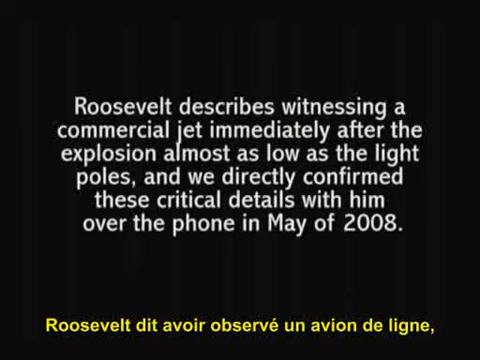 Roosevelt describes witnessing a
commercial jet immediately after the
explosion almost as low as the light
poles, and we directly confirmed
these critical details with him
over the phone in May of 2008.
Roosevelt dit avoir observé un avion de ligne,